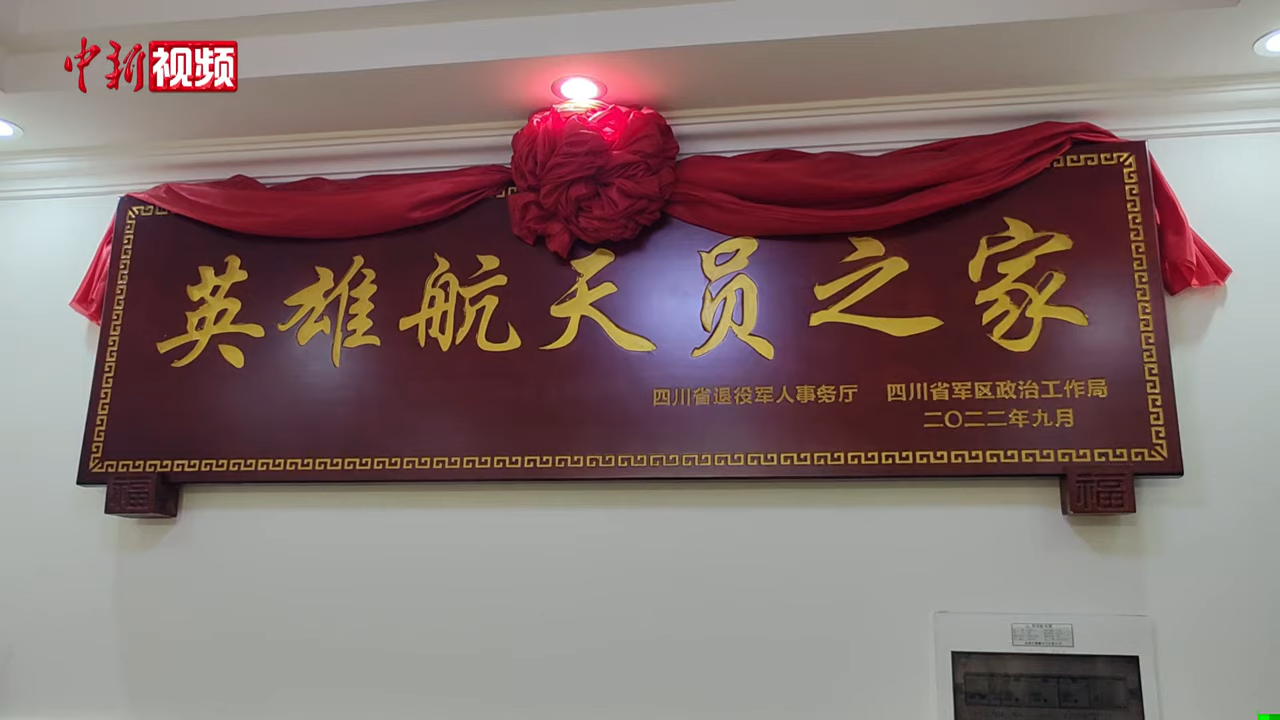 中新视频
英雄航天员之家
四川省退役军人事务厅 四川省军区政治工作局
二〇二二年九月
福 福